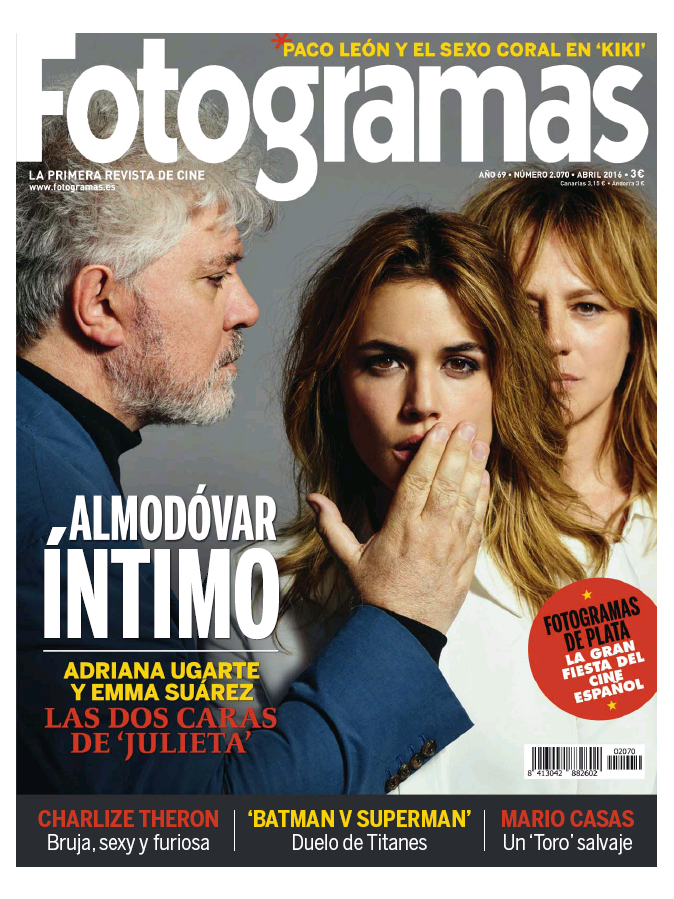 *PACO LEÓN Y EL SEXO CORAL EN ‘KIKI’
Fotogramas
LA PRIMERA REVISTA DE CINE
www.fotogramas.es
AÑO 69 • NÚMERO 2.070 • ABRIL 2016 • 3€
Canarias 3,15 € • Andorra 3 €
ALMODÓVAR
ÍNTIMO
ADRIANA UGARTE
Y EMMA SUÁREZ
LAS DOS CARAS
DE ‘JULIETA’
FOTOGRAMAS
DE PLATA
LA GRAN
FIESTA DEL
CINE
ESPAÑOL
02070
8 413042 882602
CHARLIZE THERON
Bruja, sexy y furiosa
‘BATMAN V SUPERMAN’
Duelo de Titanes
MARIO CASAS
Un ‘Toro’ salvaje